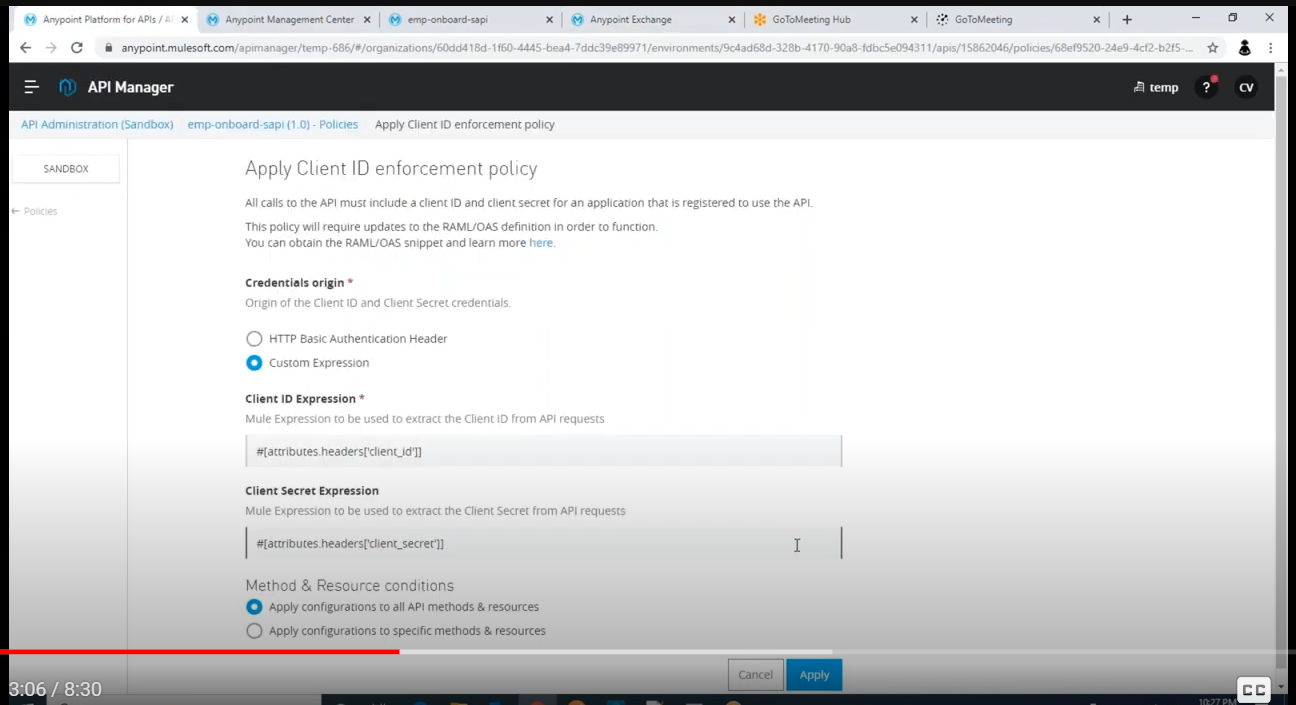 Anypoint Platform for APIs / A
Anypoint Management Center
emp-onboard-sapi
Anypoint Exchange
GoToMeeting Hub
GoToMeeting
anypoint.mulesoft.com/apimanager/temp-686/#/organizations/60dd418d-1f60-4445-bea4-7ddc39e89971/environments/9c4ad68d-328b-4170-90a8-fdbc5e094311/apis/15862046/policies/68ef9520-24e9-4cf2-b2f5-...
API Manager
temp
?
CV
API Administration (Sandbox)
emp-onboard-sapi (1.0) - Policies
Apply Client ID enforcement policy
SANDBOX
← Policies
Apply Client ID enforcement policy
All calls to the API must include a client ID and client secret for an application that is registered to use the API.
This policy will require updates to the RAML/OAS definition in order to function.
You can obtain the RAML/OAS snippet and learn more here.
Credentials origin *
Origin of the Client ID and Client Secret credentials.
HTTP Basic Authentication Header
Custom Expression
Client ID Expression *
Mule Expression to be used to extract the Client ID from API requests
#[attributes.headers['client_id']]
Client Secret Expression
Mule Expression to be used to extract the Client Secret from API requests
#[attributes.headers['client_secret']]
Method & Resource conditions
Apply configurations to all API methods & resources
Apply configurations to specific methods & resources
Cancel
Apply
3:06 / 8:30
CC
10:27 PM